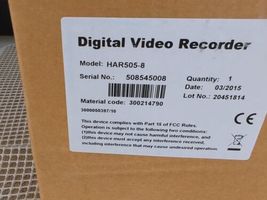 Digital Video Recorder
Model: HAR505-8
Serial No.: 508545008
Quantity: 1
Date: 03/2015
Lot No.: 20451814
Material code: 300214790
3000050397/10
This device complies with Part 15 of FCC Rules.
Operation is subject to the following two conditions:
(1)this device may not cause harmful interference, and
(2)this device must accept any interference received,
including interference that may cause undesired operation.